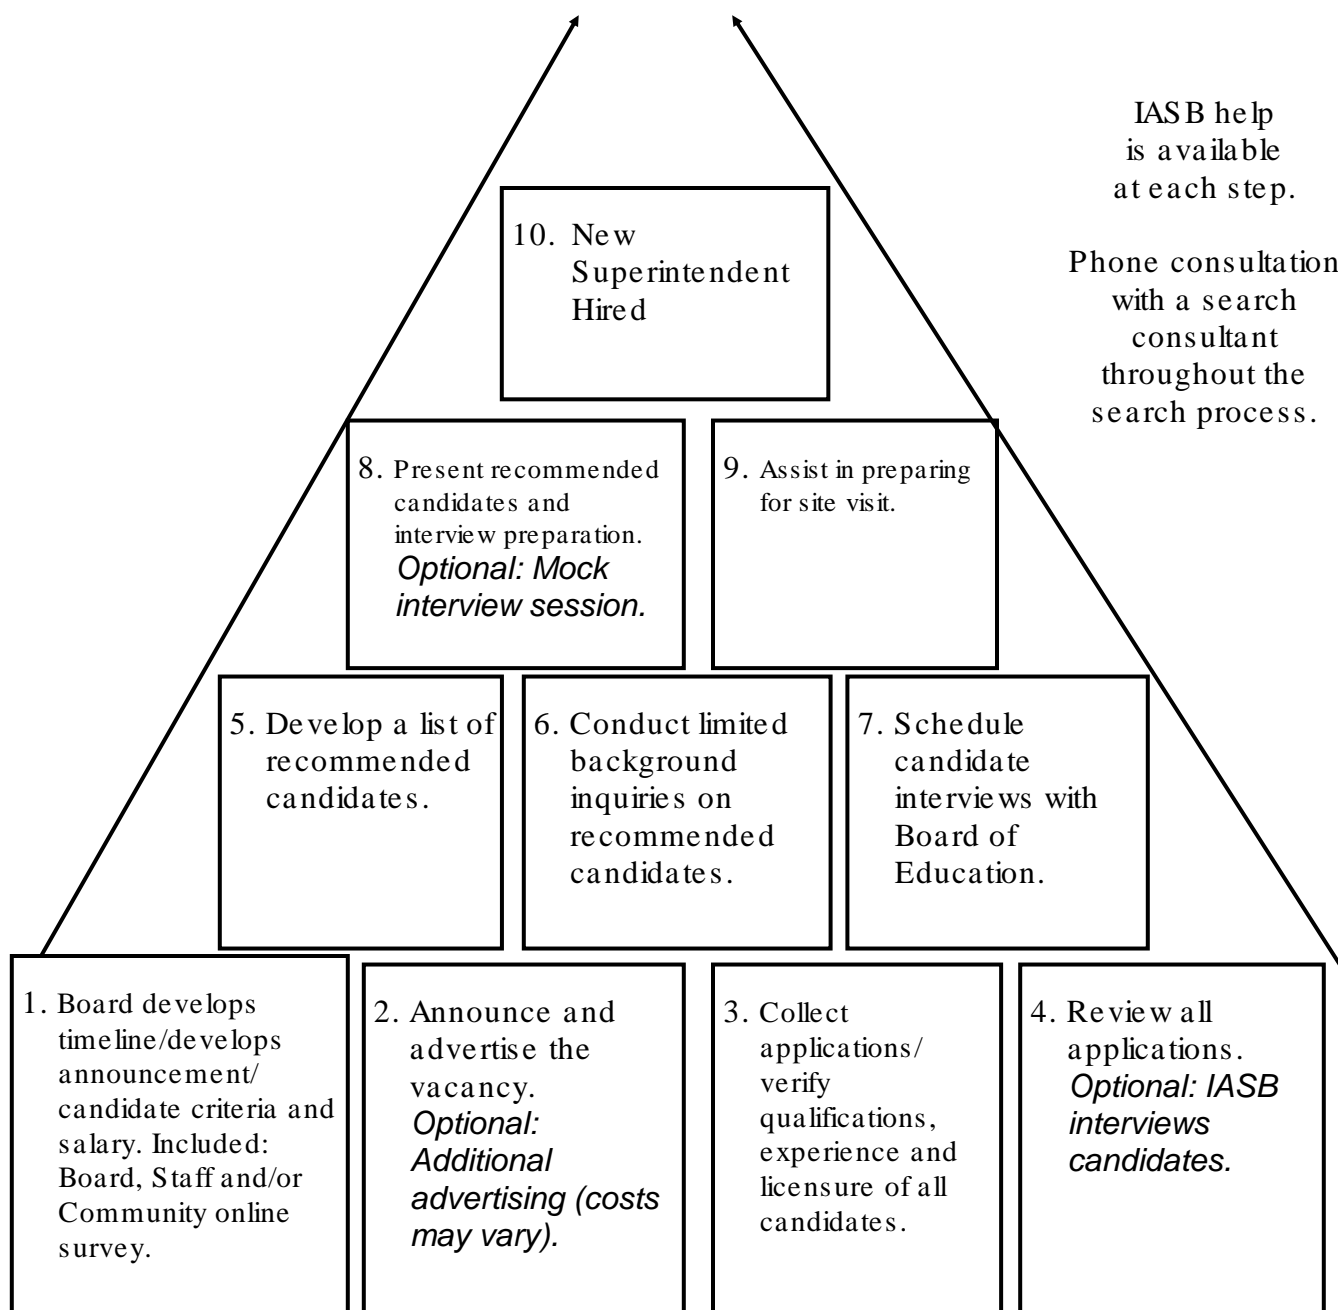 IASB help
is available
at each step.
Phone consultation
with a search
consultant
throughout the
search process.
10. New
Superintendent
Hired
8. Present recommended
candidates and
interview preparation.
Optional: Mock
interview session.
9. Assist in preparing
for site visit.
5. Develop a list of
recommended
candidates.
6. Conduct limited
background
inquiries on
recommended
candidates.
7. Schedule
candidate
interviews with
Board of
Education.
1. Board develops
timeline/develops
announcement/
candidate criteria and
salary. Included:
Board, Staff and/or
Community online
survey.
2. Announce and
advertise the
vacancy.
Optional:
Additional
advertising (costs
may vary).
3. Collect
applications/
verify
qualifications,
experience and
licensure of all
candidates.
4. Review all
applications.
Optional: IASB
interviews
candidates.